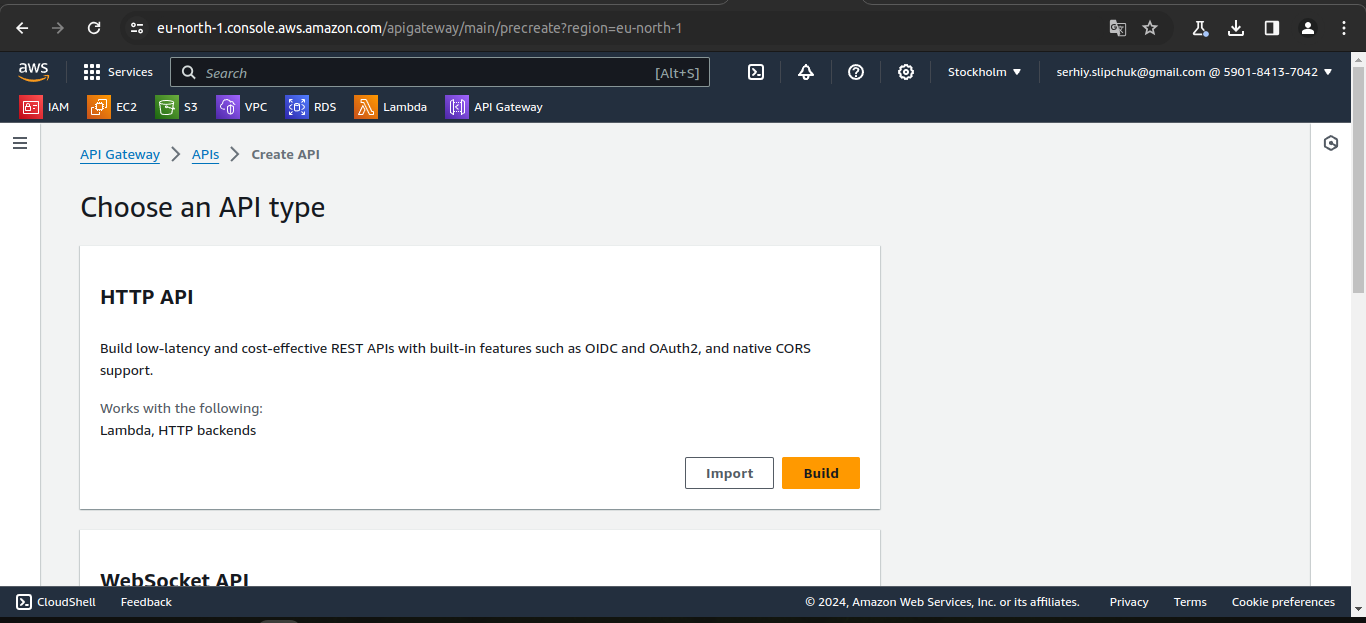 eu-north-1.console.aws.amazon.com/apigateway/main/precreate?region=eu-north-1
aws
Services
Search
[Alt+S]
Stockholm
serhiy.slipchuk@gmail.com @ 5901-8413-7042
IAM
EC2
S3
VPC
RDS
Lambda
API Gateway
API Gateway
APIs
Create API
Choose an API type
HTTP API
Build low-latency and cost-effective REST APIs with built-in features such as OIDC and OAuth2, and native CORS
support.
Works with the following:
Lambda, HTTP backends
Import
Build
WebSocket API
CloudShell
Feedback
© 2024, Amazon Web Services, Inc. or its affiliates.
Privacy
Terms
Cookie preferences